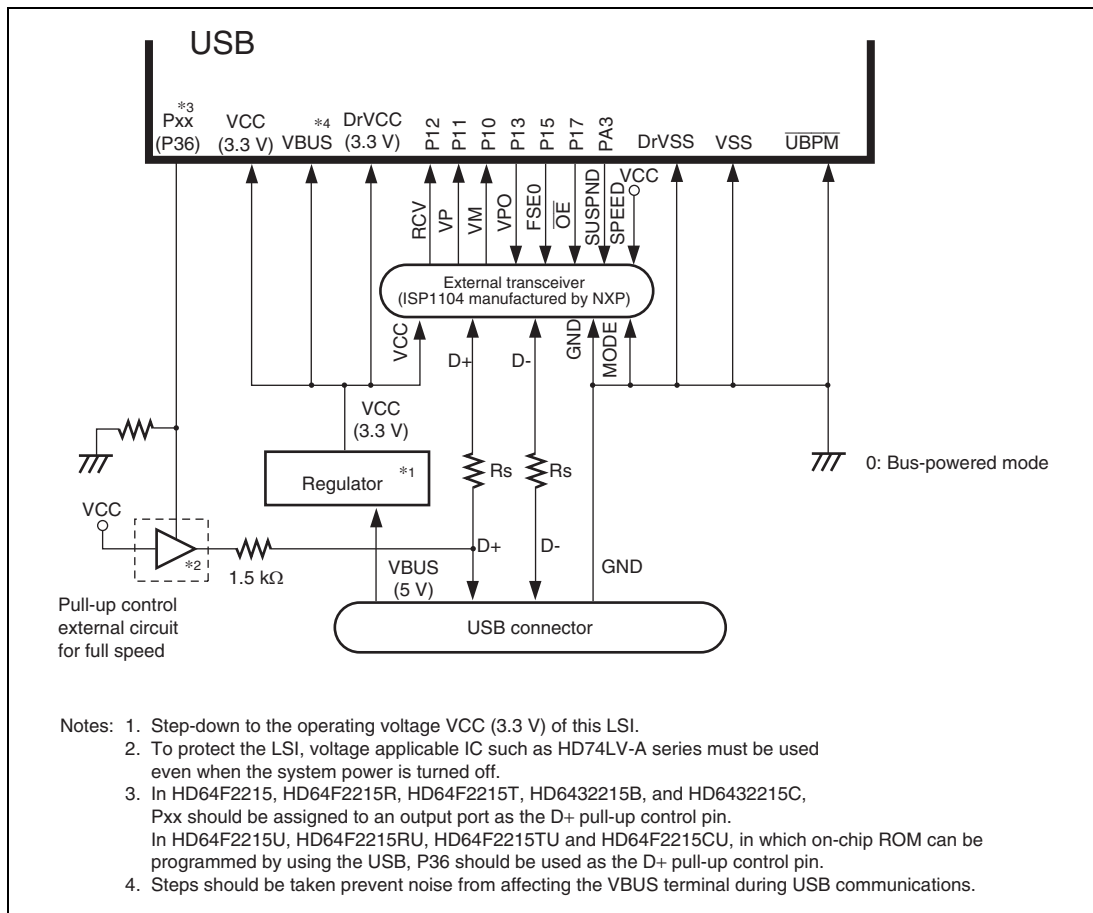 USB
*3
Pxx
(P36)
VCC
(3.3 V)
*4
VBUS
DrVCC
(3.3 V)
P12
P11
P10
P13
P15
P17
PA3
DrVSS
VSS
UBPM
RCV
VP
VM
VPO
FSE0
OE
SUSPND
SPEED
VCC
External transceiver
(ISP1104 manufactured by NXP)
VCC
D+
D-
GND
MODE
VCC
(3.3 V)
Regulator *1
Rs
Rs
0: Bus-powered mode
VCC
*2
1.5 kΩ
D+
D-
VBUS
(5 V)
GND
Pull-up control
external circuit
for full speed
USB connector
Notes: 1. Step-down to the operating voltage VCC (3.3 V) of this LSI.
2. To protect the LSI, voltage applicable IC such as HD74LV-A series must be used
even when the system power is turned off.
3. In HD64F2215, HD64F2215R, HD64F2215T, HD6432215B, and HD6432215C,
Pxx should be assigned to an output port as the D+ pull-up control pin.
In HD64F2215U, HD64F2215RU, HD64F2215TU and HD64F2215CU, in which on-chip ROM can be
programmed by using the USB, P36 should be used as the D+ pull-up control pin.
4. Steps should be taken prevent noise from affecting the VBUS terminal during USB communications.